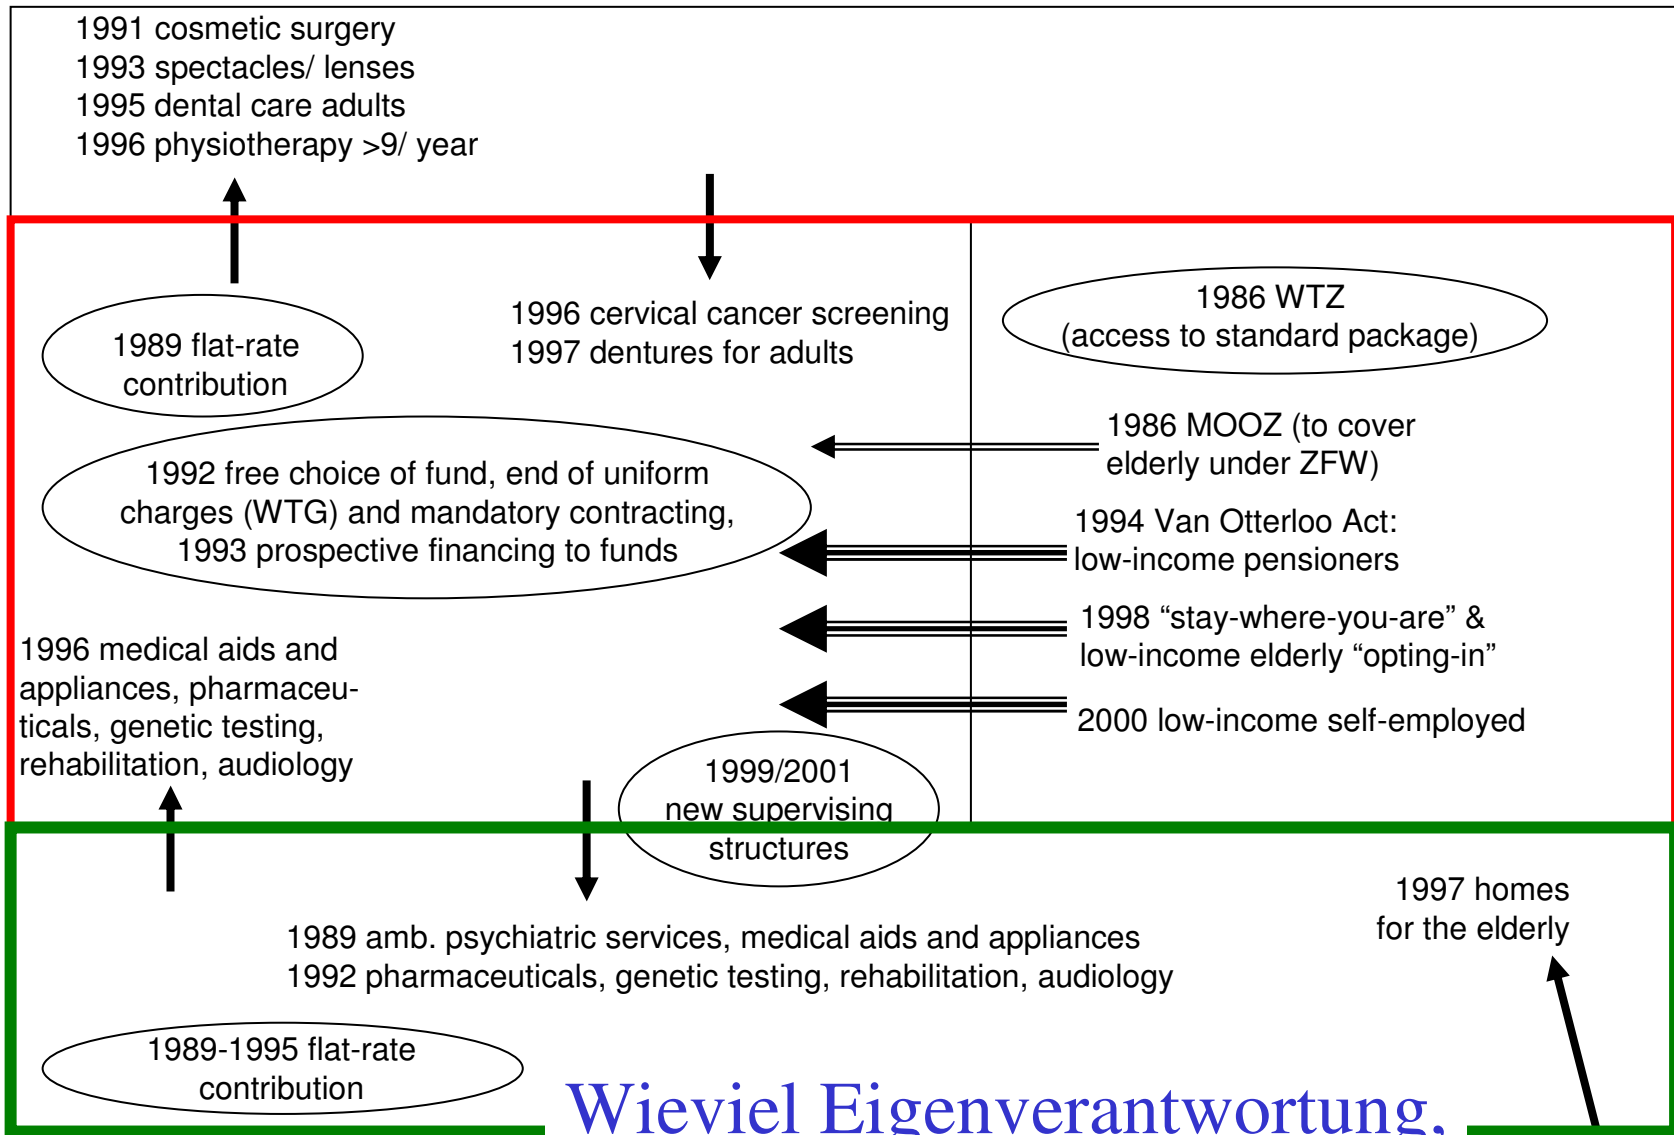 1991 cosmetic surgery
1993 spectacles/ lenses
1995 dental care adults
1996 physiotherapy >9/ year
1989 flat-rate
contribution
1996 cervical cancer screening
1997 dentures for adults
1986 WTZ
(access to standard package)
1992 free choice of fund, end of uniform
charges (WTG) and mandatory contracting,
1993 prospective financing to funds
1986 MOOZ (to cover
elderly under ZFW)
1994 Van Otterloo Act:
low-income pensioners
1998 “stay-where-you-are” &
low-income elderly “opting-in”
2000 low-income self-employed
1996 medical aids and
appliances, pharmaceu-
ticals, genetic testing,
rehabilitation, audiology
1999/2001
new supervising
structures
1989 amb. psychiatric services, medical aids and appliances
1992 pharmaceuticals, genetic testing, rehabilitation, audiology
1997 homes
for the elderly
1989-1995 flat-rate
contribution
Wieviel Eigenverantwortung,